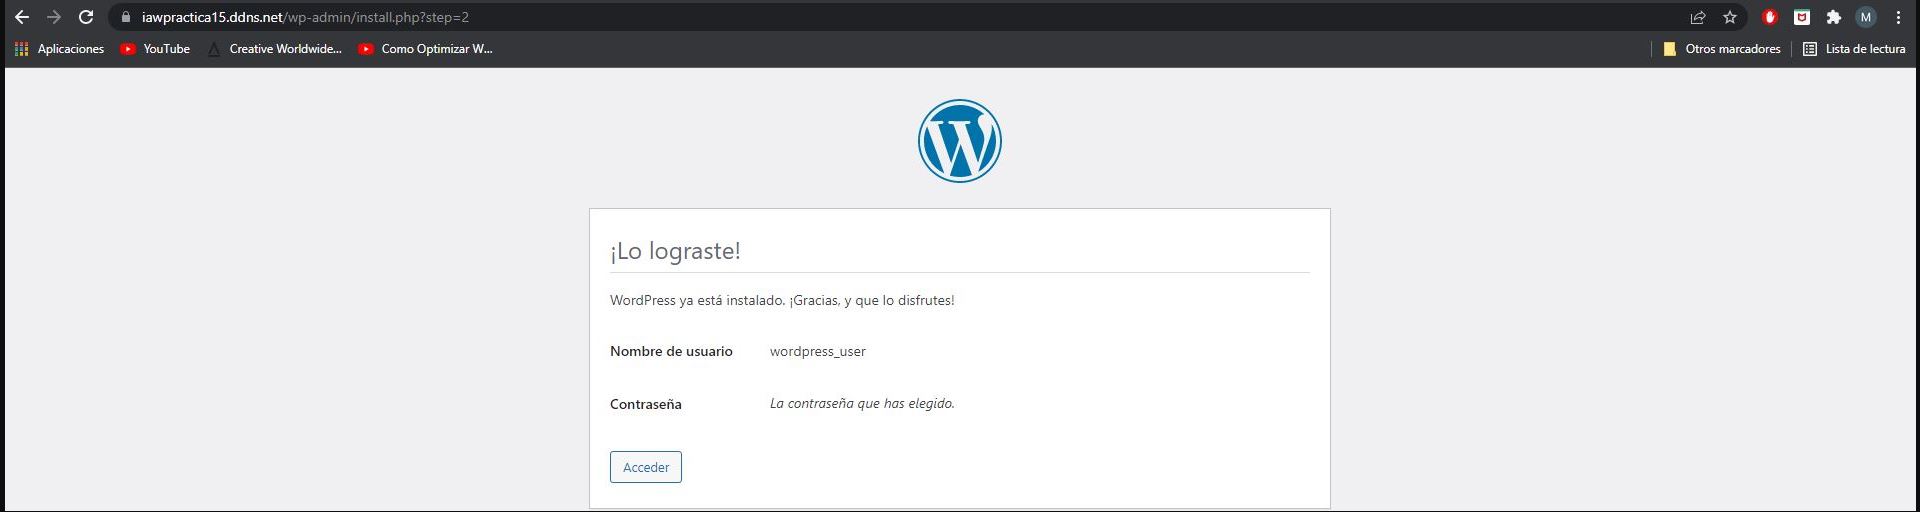 iawpractica15.ddns.net/wp-admin/install.php?step=2
M
Aplicaciones YouTube Creative Worldwide... Como Optimizar W... Otros marcadores Lista de lectura
¡Lo lograste!
WordPress ya está instalado. ¡Gracias, y que lo disfrutes!
Nombre de usuario wordpress_user
Contraseña La contraseña que has elegido.
Acceder